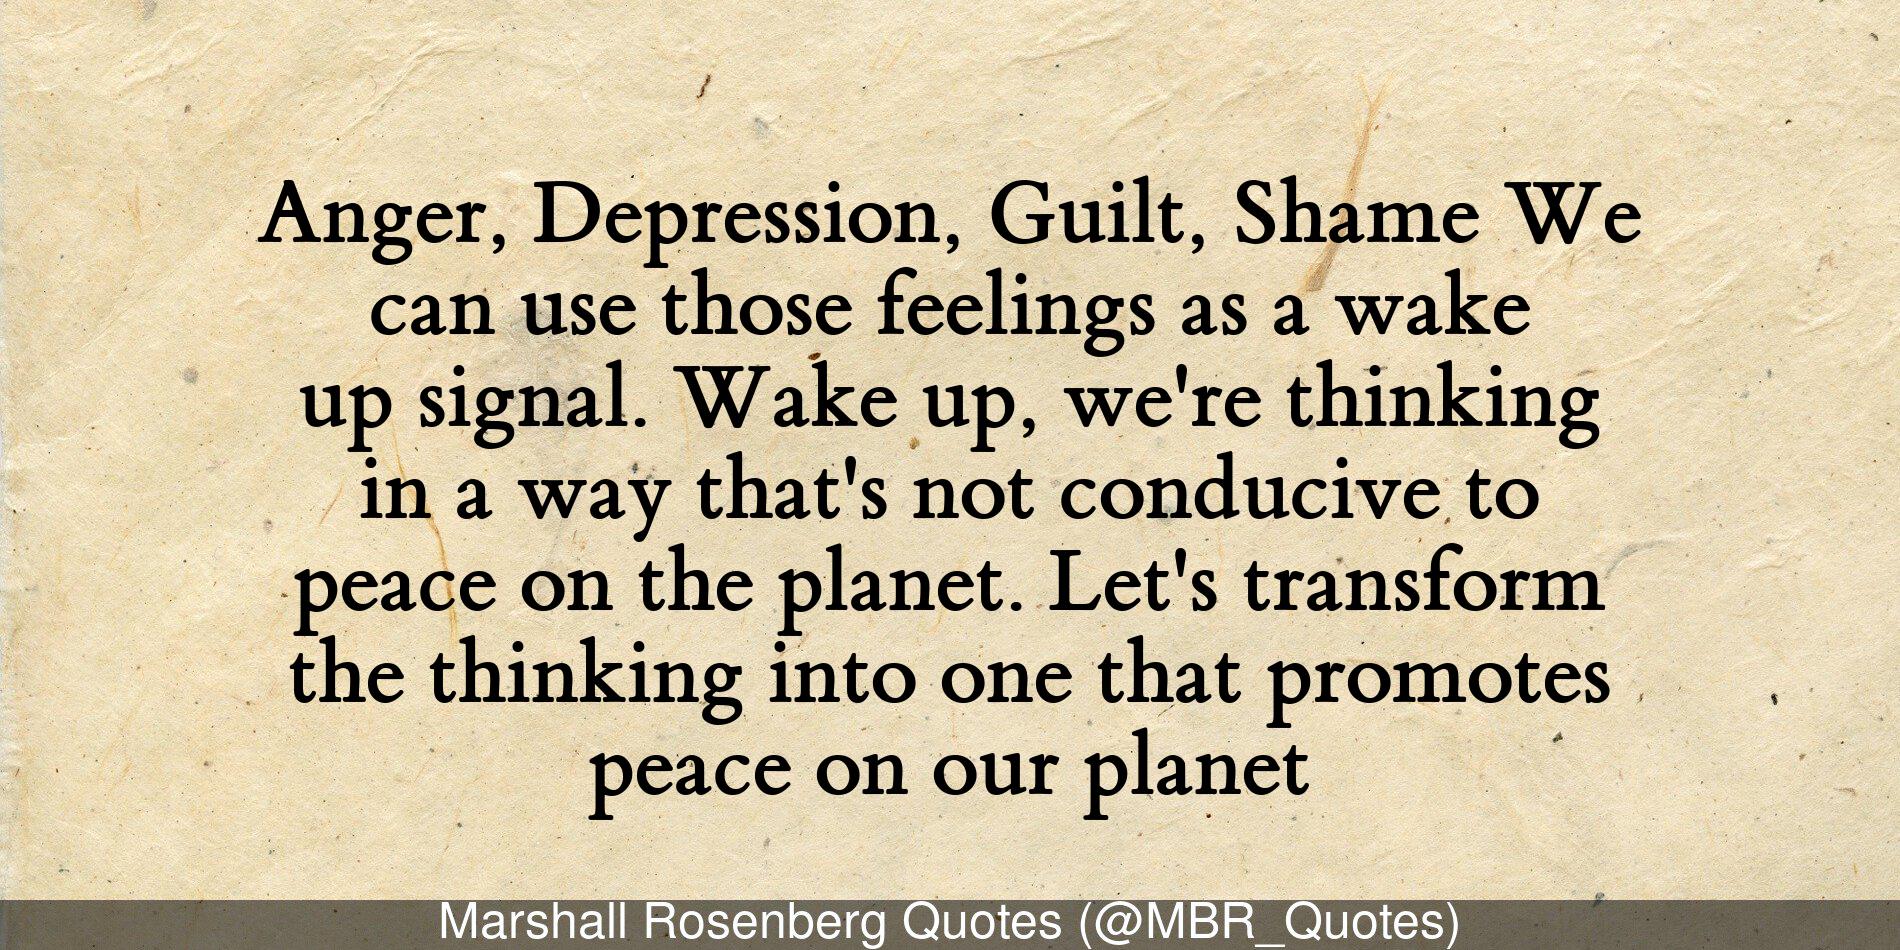 Anger, Depression, Guilt, Shame We
can use those feelings as a wake
up signal. Wake up, we're thinking
in a way that's not conducive to
peace on the planet. Let's transform
the thinking into one that promotes
peace on our planet
Marshall Rosenberg Quotes (@MBR_Quotes)